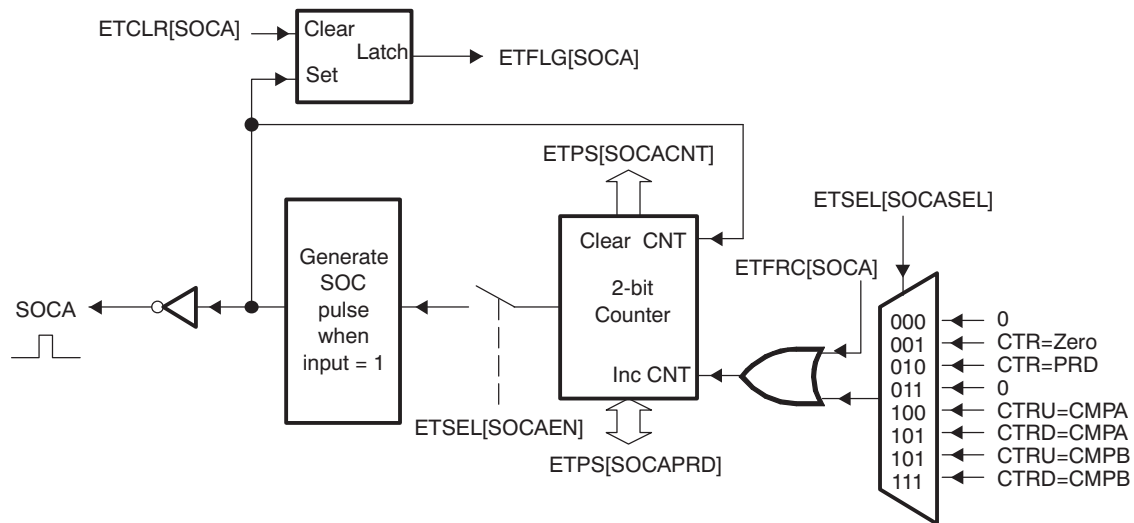 ETCLR[SOCA]
Clear
Latch
Set
ETFLG[SOCA]
ETPS[SOCACNT]
ETSEL[SOCASEL]
Generate
SOC
pulse
when
input = 1
Clear CNT
2-bit
Counter
Inc CNT
ETFRC[SOCA]
SOCA
ETSEL[SOCAEN]
ETPS[SOCAPRD]
000 0
001 CTR=Zero
010 CTR=PRD
011 0
100 CTRU=CMPA
101 CTRD=CMPA
101 CTRU=CMPB
111 CTRD=CMPB